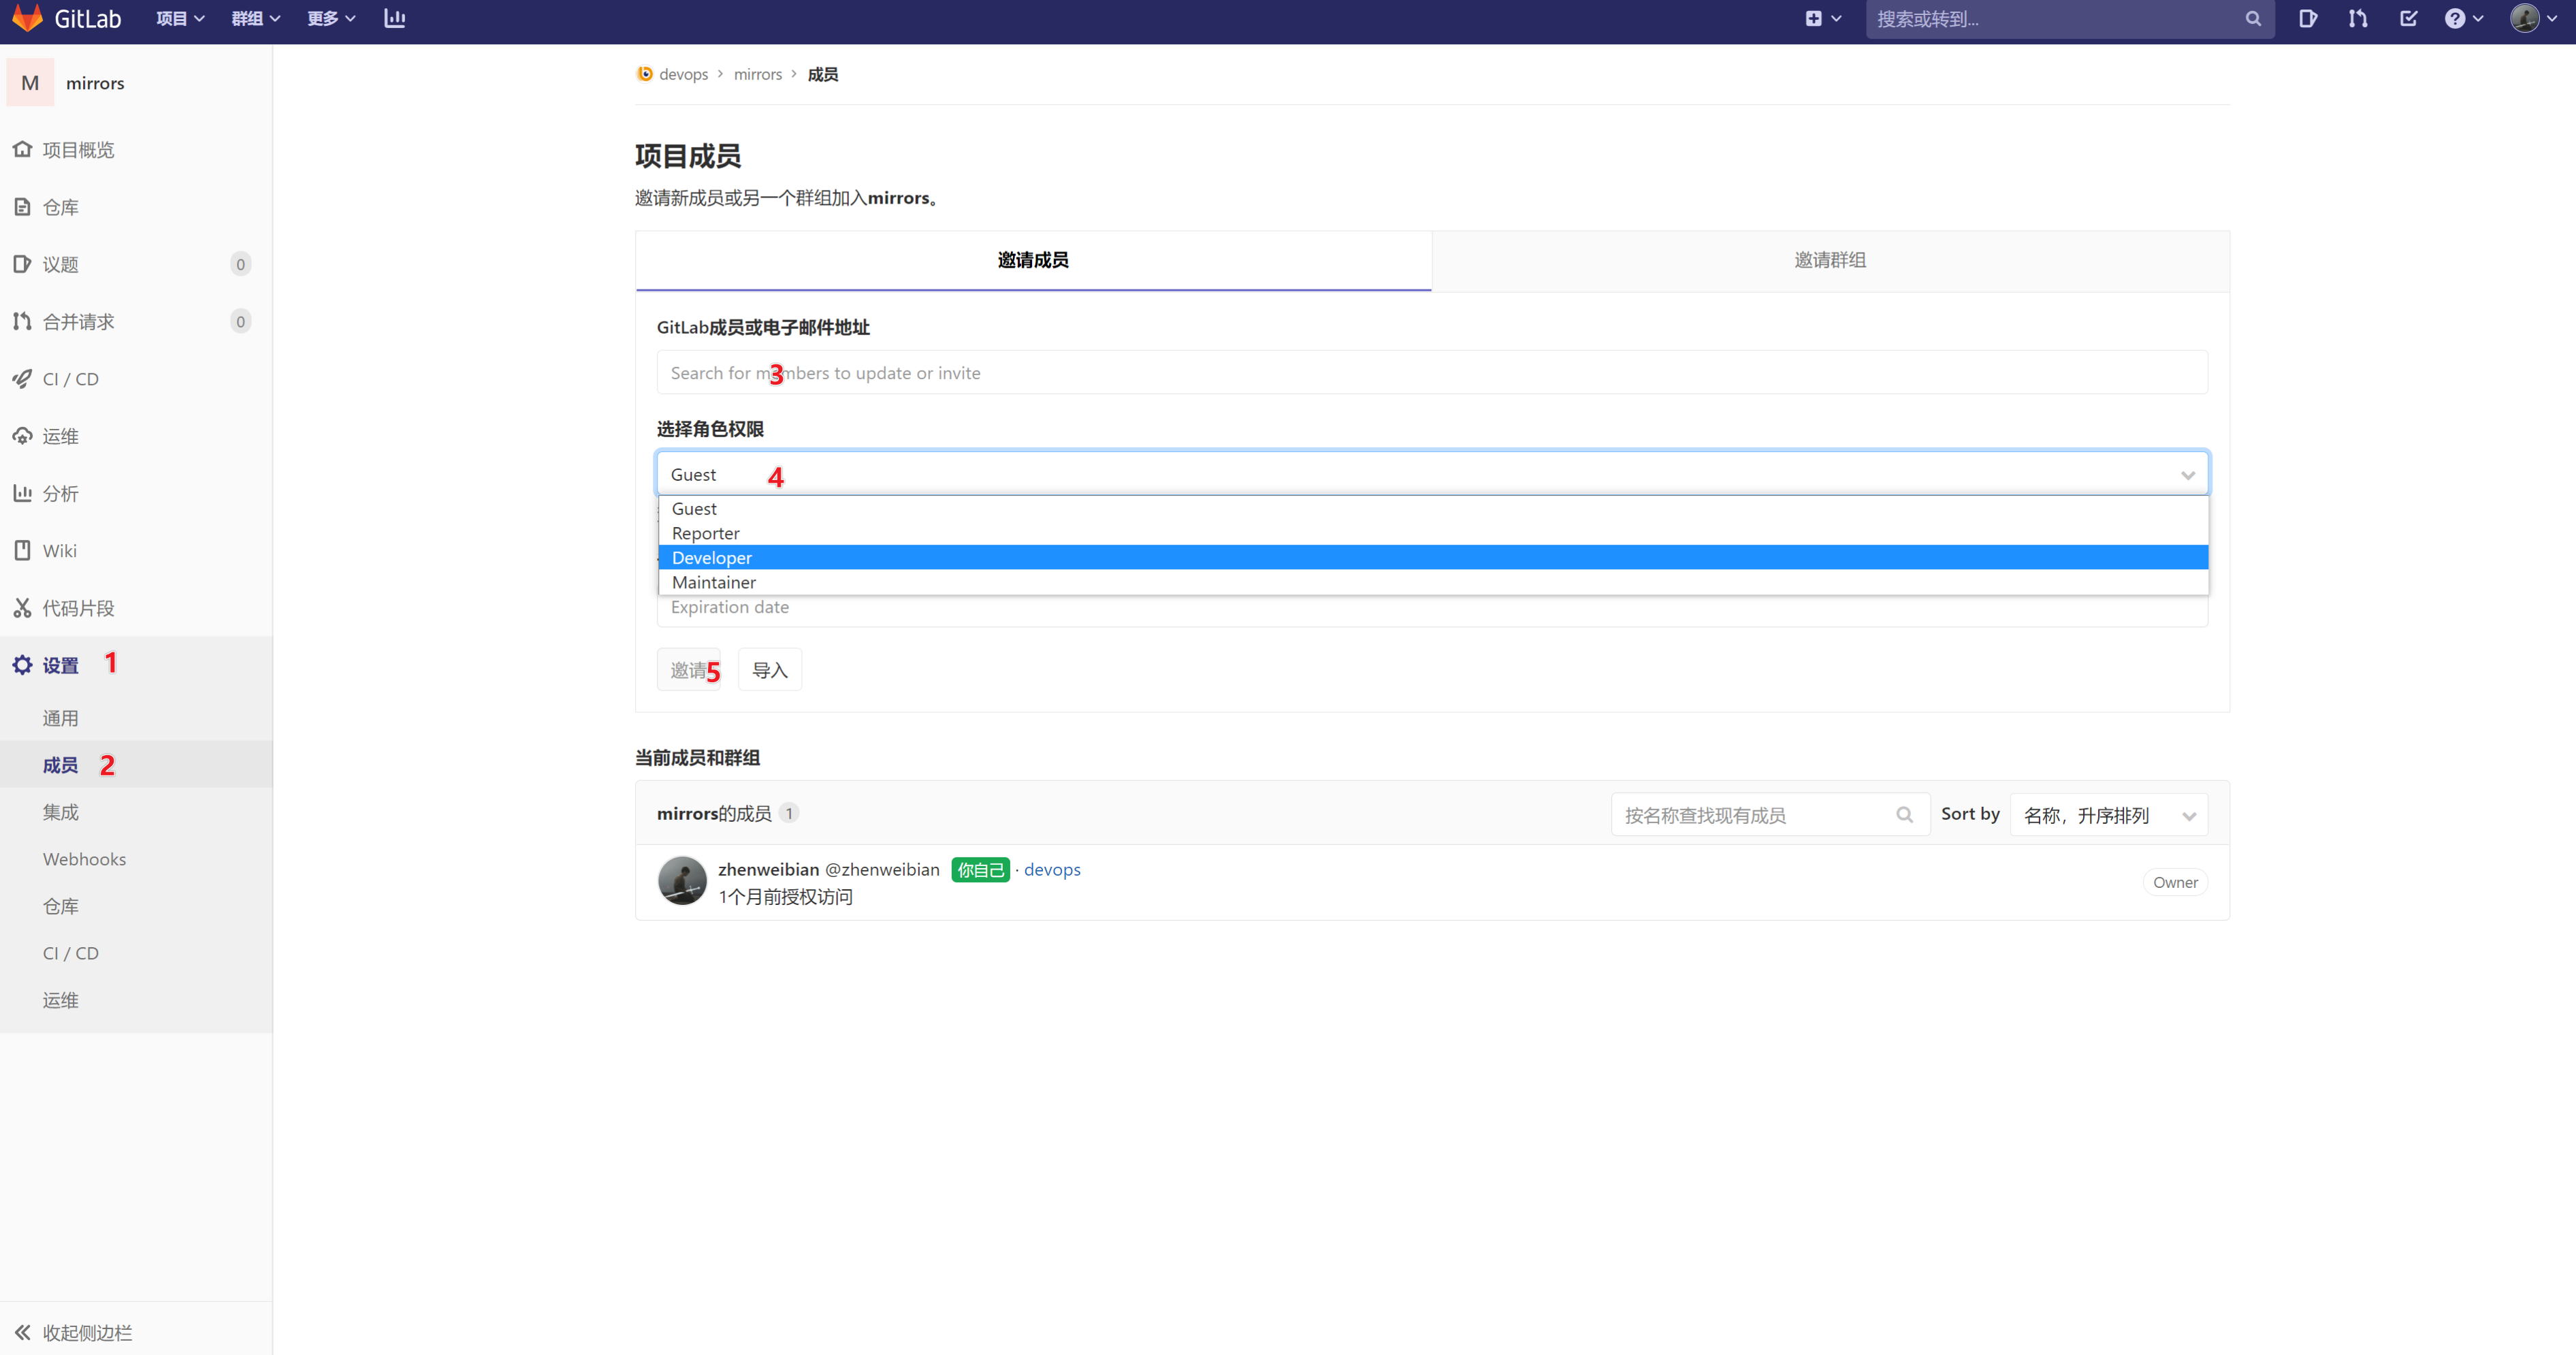 GitLab 项目 群组 更多 搜索或转到...
M mirrors
项目概览
仓库
议题 0
合并请求 0
CI / CD
运维
分析
Wiki
代码片段
设置 1
通用
成员 2
集成
Webhooks
仓库
CI / CD
运维
收起侧边栏
devops > mirrors > 成员
项目成员
邀请新成员或另一个群组加入mirrors。
邀请成员 邀请群组
GitLab成员或电子邮件地址
Search for members to update or invite 3
选择角色权限
Guest 4
Guest
Reporter
Developer
Maintainer
Expiration date
邀请 5 导入
当前成员和群组
mirrors的成员 1 按名称查找现有成员 Sort by 名称，升序排列
zhenweibian @zhenweibian 你自己 · devops
1个月前授权访问
Owner